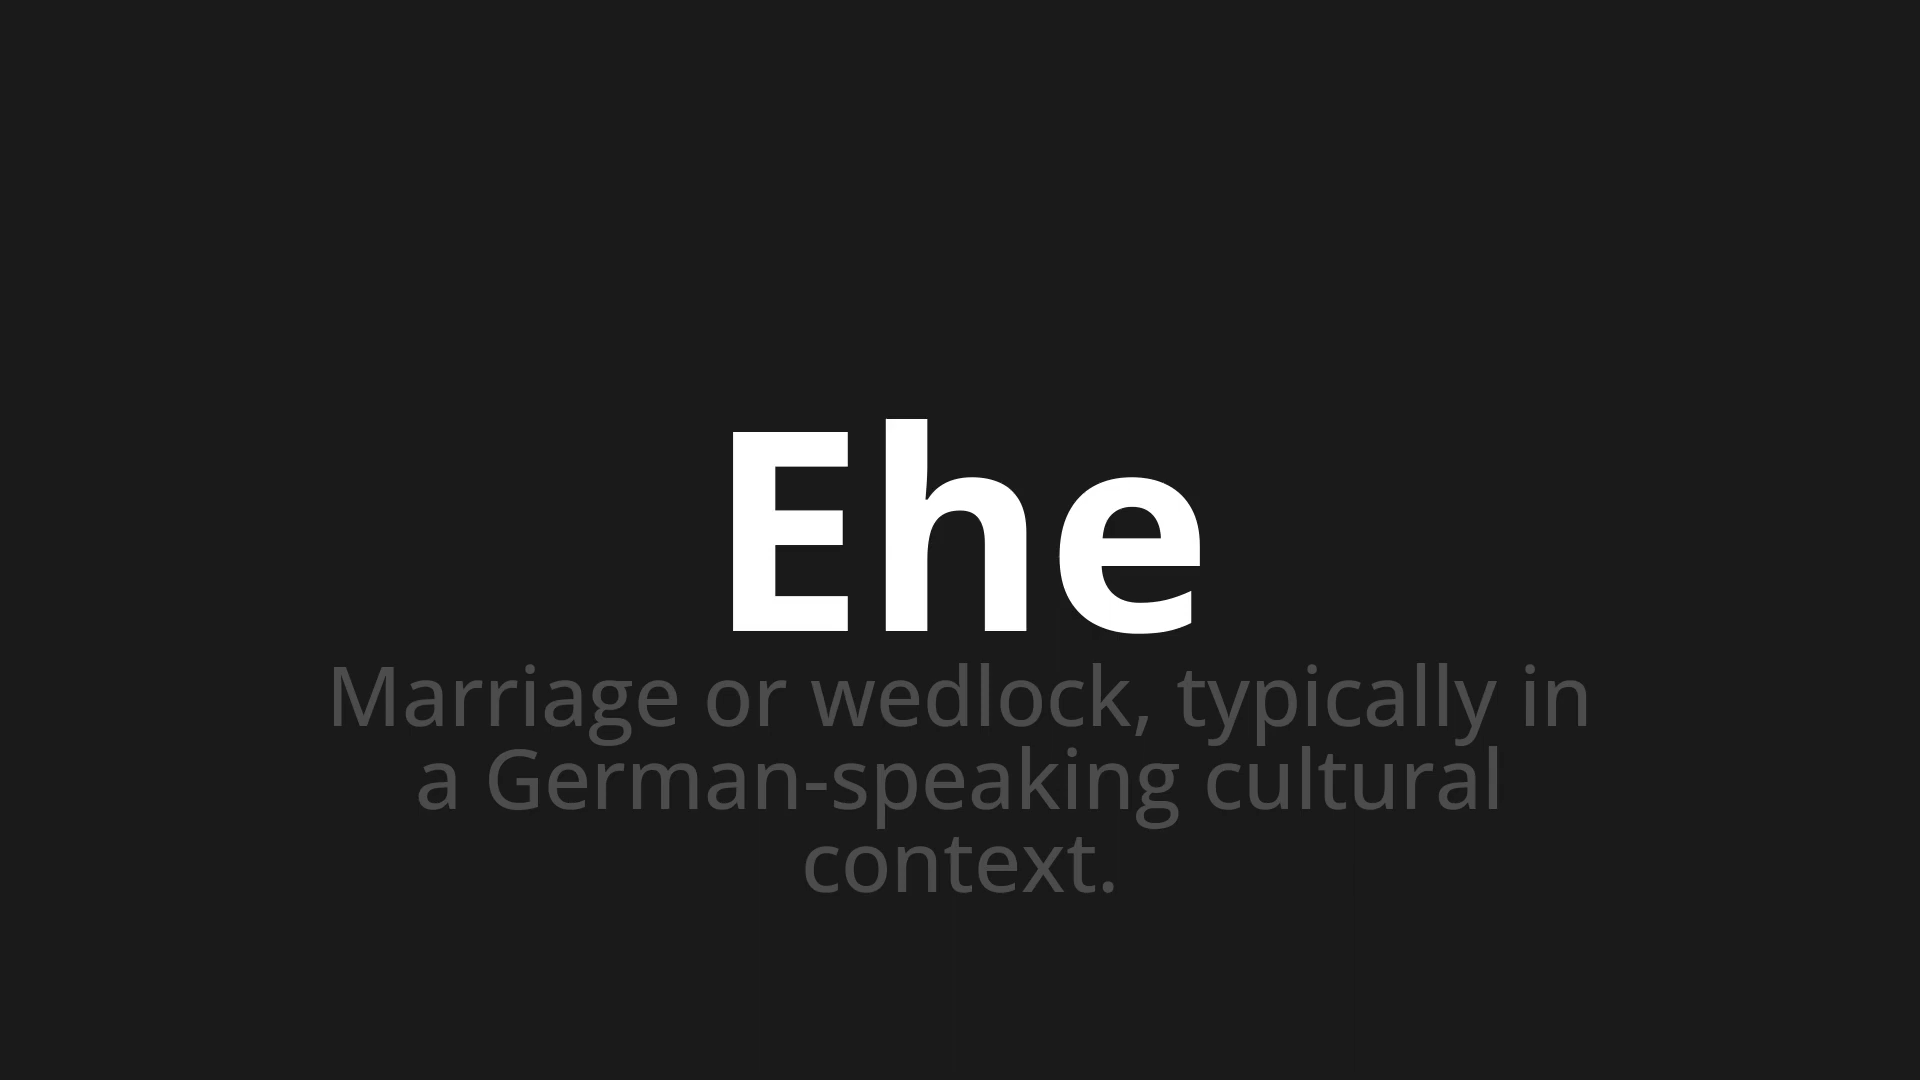 Ehe
Marriage or wedlock, typically in
a German-speaking cultural
context.